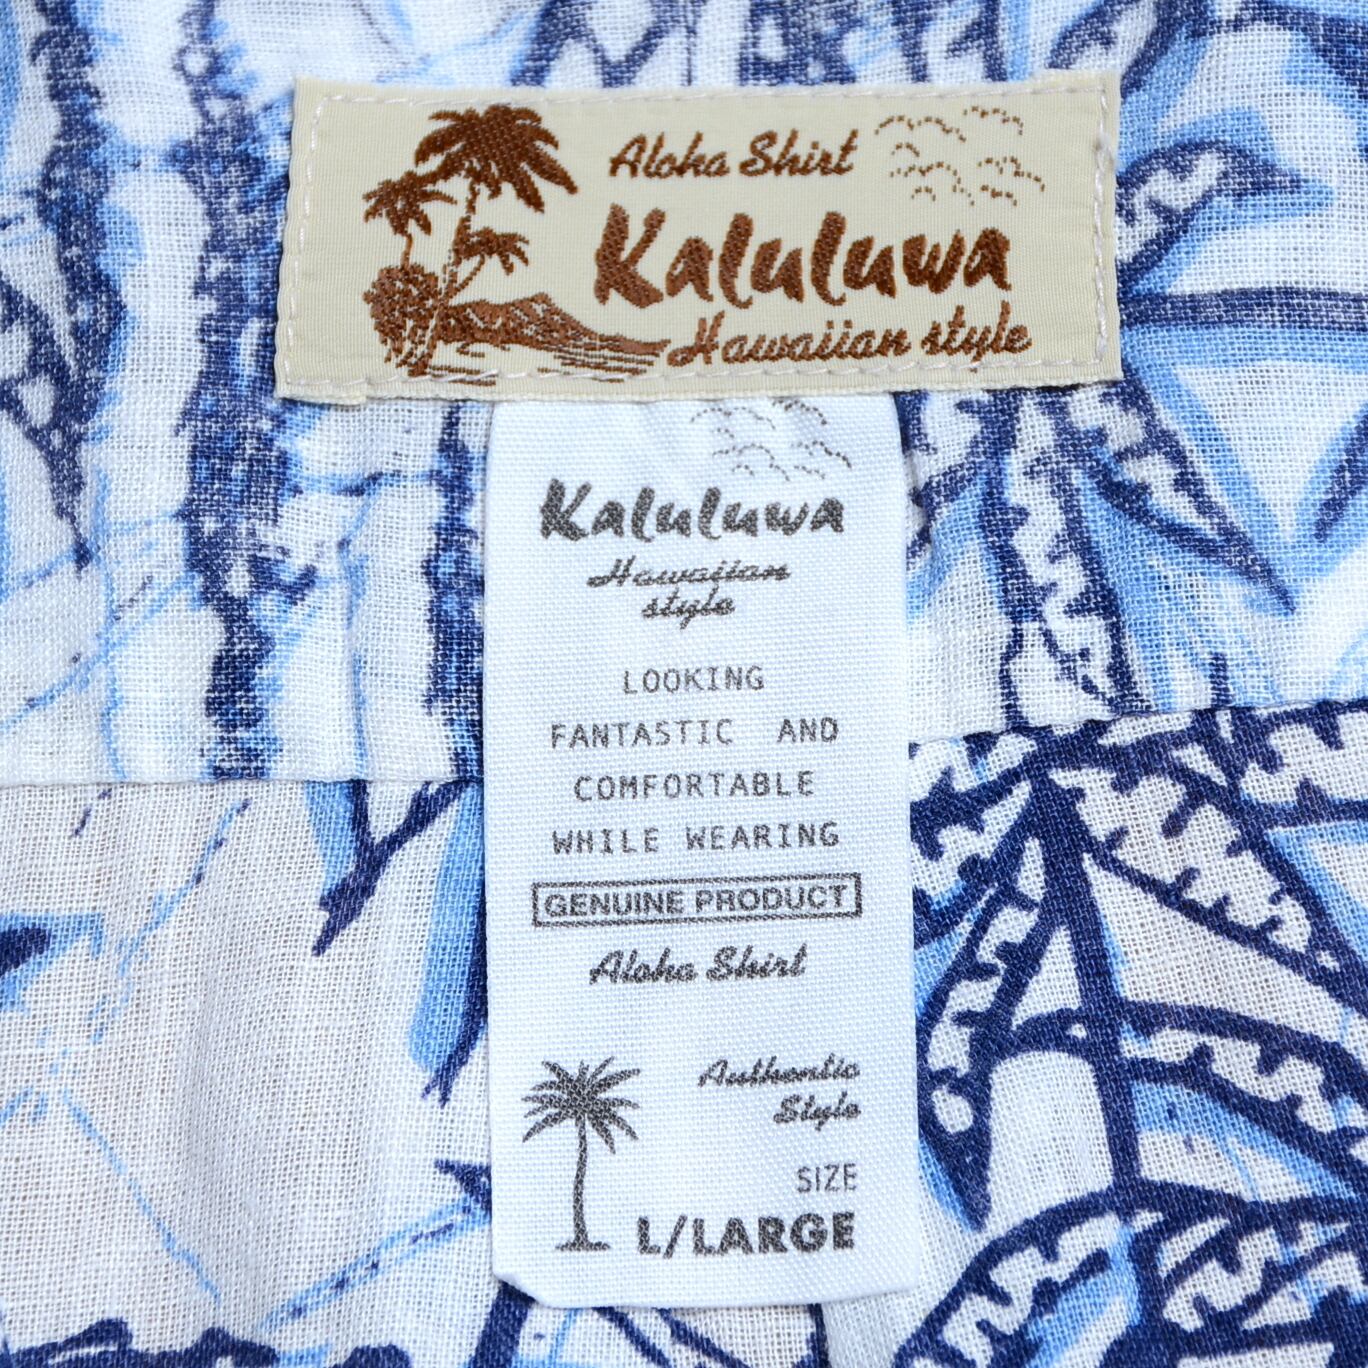 Aloha Shirt
Kaluluwa
Hawaiian style
Kaluluwa
Hawaiian
style
LOOKING
FANTASTIC AND
COMFORTABLE
WHILE WEARING
GENUINE PRODUCT
Aloha Shirt
Authentic
Style
SIZE
L/LARGE